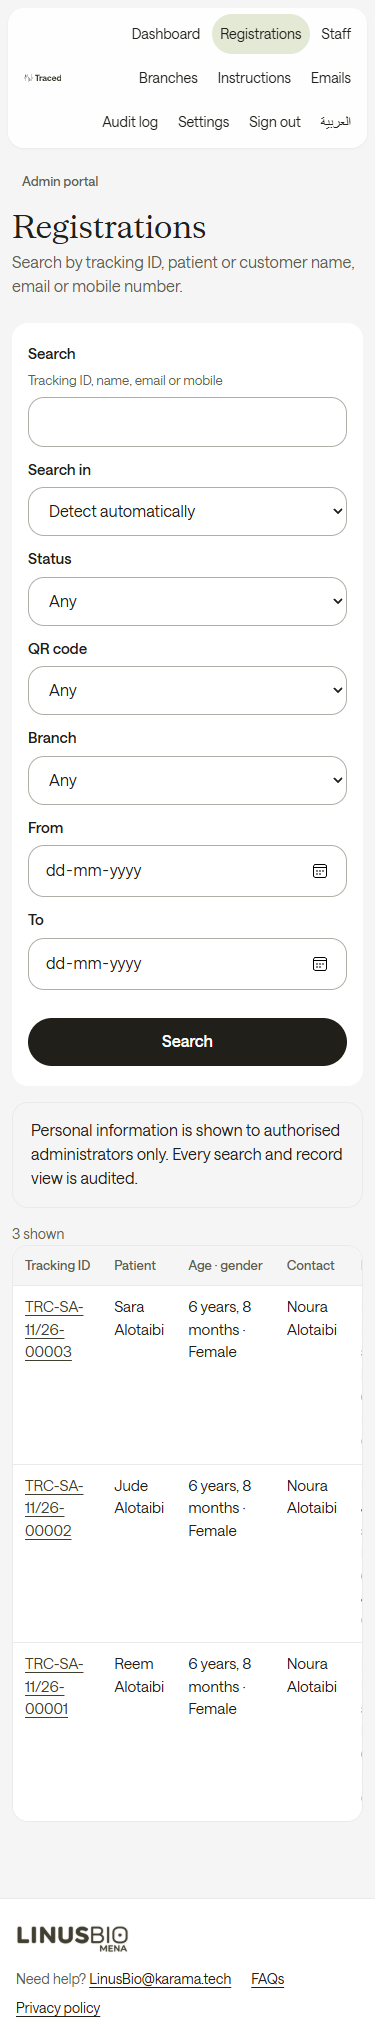 Dashboard Registrations Staff
Traced Branches Instructions Emails
Audit log Settings Sign out العربية
Admin portal
Registrations
Search by tracking ID, patient or customer name,
email or mobile number.
Search
Tracking ID, name, email or mobile
Search in
Detect automatically
Status
Any
QR code
Any
Branch
Any
From
dd-mm-yyyy
To
dd-mm-yyyy
Search
Personal information is shown to authorised
administrators only. Every search and record
view is audited.
3 shown
Tracking ID Patient Age · gender Contact
TRC-SA- Sara 6 years, 8 Noura
11/26- Alotaibi months · Alotaibi
00003 Female
TRC-SA- Jude 6 years, 8 Noura
11/26- Alotaibi months · Alotaibi
00002 Female
TRC-SA- Reem 6 years, 8 Noura
11/26- Alotaibi months · Alotaibi
00001 Female
LINUSBIO
MENA
Need help? LinusBio@karama.tech FAQs
Privacy policy